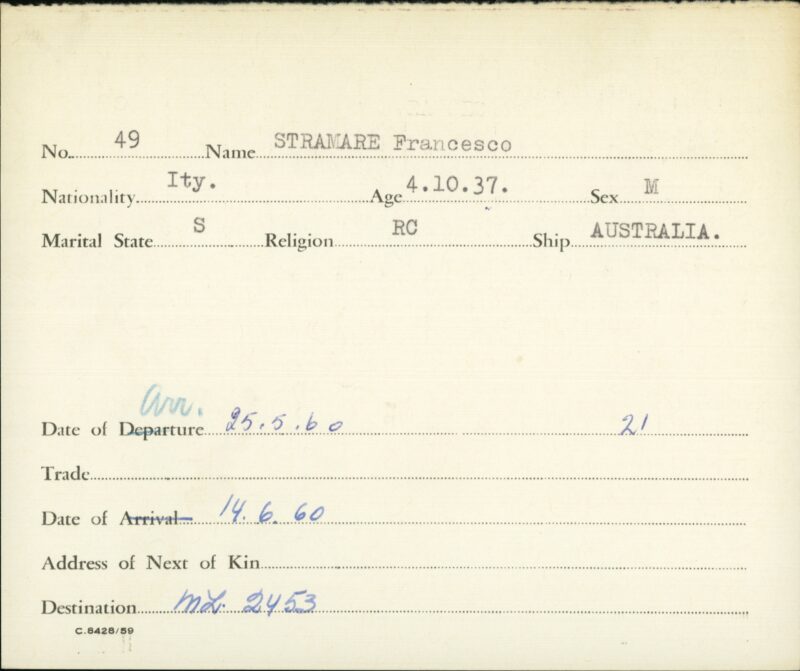 No. 49 Name STRAMARE Francesco
Nationality Ity. Age 4.10.37. Sex M
Marital State S Religion RC Ship AUSTRALIA.
Arr.
Date of Departure 25.5.60 21
Trade
Date of Arrival 14.6.60
Address of Next of Kin
Destination ML 2453
C.8428/59